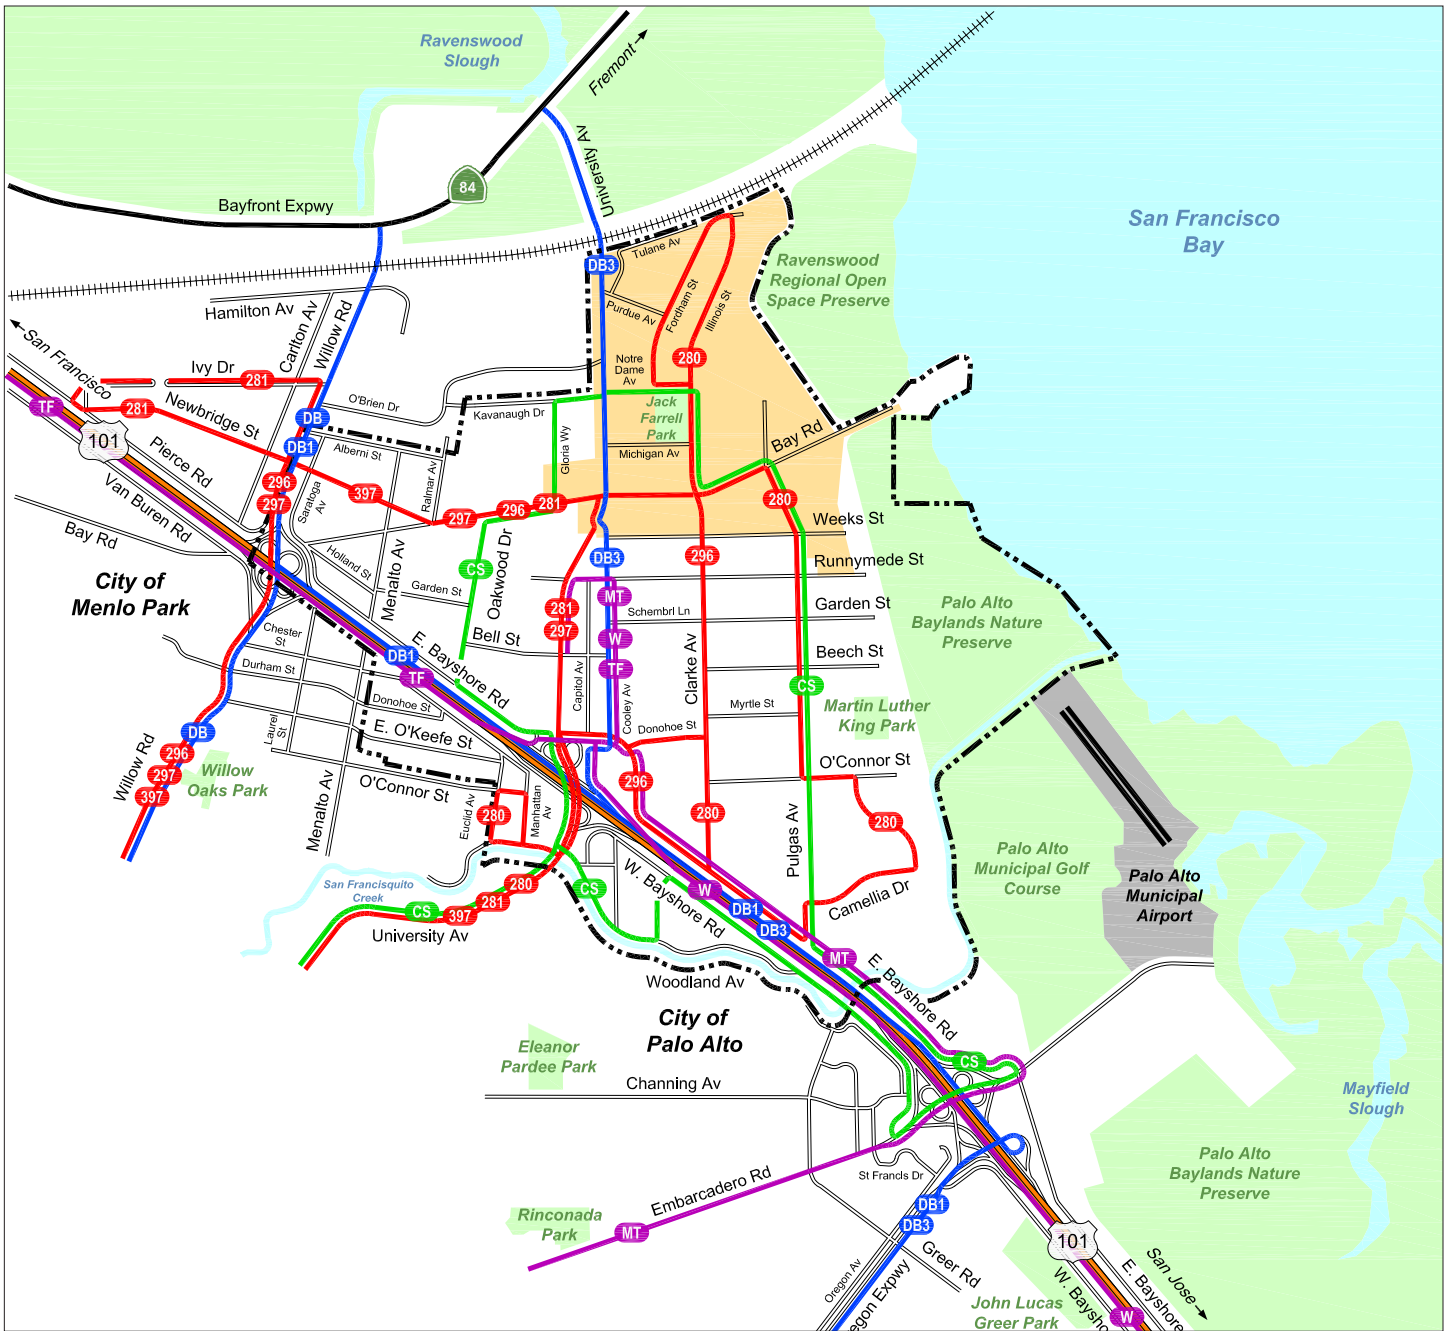 Ravenswood
Slough
Fremont
University Av
84
Bayfront Expwy
San Francisco
Bay
Tulane Av
DB3
Ravenswood
Regional Open
Space Preserve
Fordham St
Illinois St
Purdue Av
Hamilton Av
Carlton Av
Willow Rd
San Francisco
Ivy Dr
281
Notre
Dame
Av
280
TF
281
Newbridge St
O'Brien Dr
Kavanaugh Dr
Jack
Farrell
Park
DB
101
Pierce Rd
DB1
Alberni St
Gloria Wy
Michigan Av
Bay Rd
Ralmar Av
296
297
397
Saratoga
Av
Van Buren Rd
Bay Rd
297
296
281
280
Weeks St
Holland St
Menalto Av
Oakwood Dr
DB3
296
Runnymede St
City of
Menlo Park
CS
Garden St
MT
281
Schembrl Ln
Garden St
Palo Alto
Baylands Nature
Preserve
Chester
St
297
W
Bell St
E. Bayshore Rd
DB1
Beech St
Durham St
TF
TF
Capitol Av
Cooley Av
Clarke Av
CS
Donohoe St
Myrtle St
Martin Luther
King Park
Laurel
St
E. O'Keefe St
Donohoe St
DB
Willow Rd
296
297
397
Willow
Oaks Park
Menalto Av
O'Connor St
296
O'Connor St
Euclid Av
280
Manhattan
Av
280
Pulgas Av
280
Palo Alto
Municipal Golf
Course
Palo Alto
Municipal
Airport
San Francisquito
Creek
280
281
CS
397
CS
W. Bayshore Rd
W
DB1
DB3
Camellia Dr
University Av
MT
E. Bayshore Rd
Woodland Av
City of
Palo Alto
Eleanor
Pardee Park
Channing Av
CS
Mayfield
Slough
Palo Alto
Baylands Nature
Preserve
St Francls Dr
Embarcadero Rd
DB1
DB3
Rinconada
Park
MT
101
Greer Rd
Oregon Av
egon Expwy
San Jose
E. Bayshore
W. Baysho
John Lucas
Greer Park
W